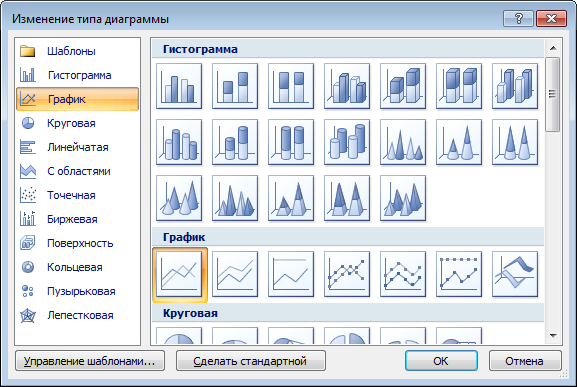 Изменение типа диаграммы
Шаблоны
Гистограмма
График
Круговая
Линейчатая
С областями
Точечная
Биржевая
Поверхность
Кольцевая
Пузырьковая
Лепестковая
Гистограмма
График
Круговая
Управление шаблонами...
Сделать стандартной
ОК
Отмена